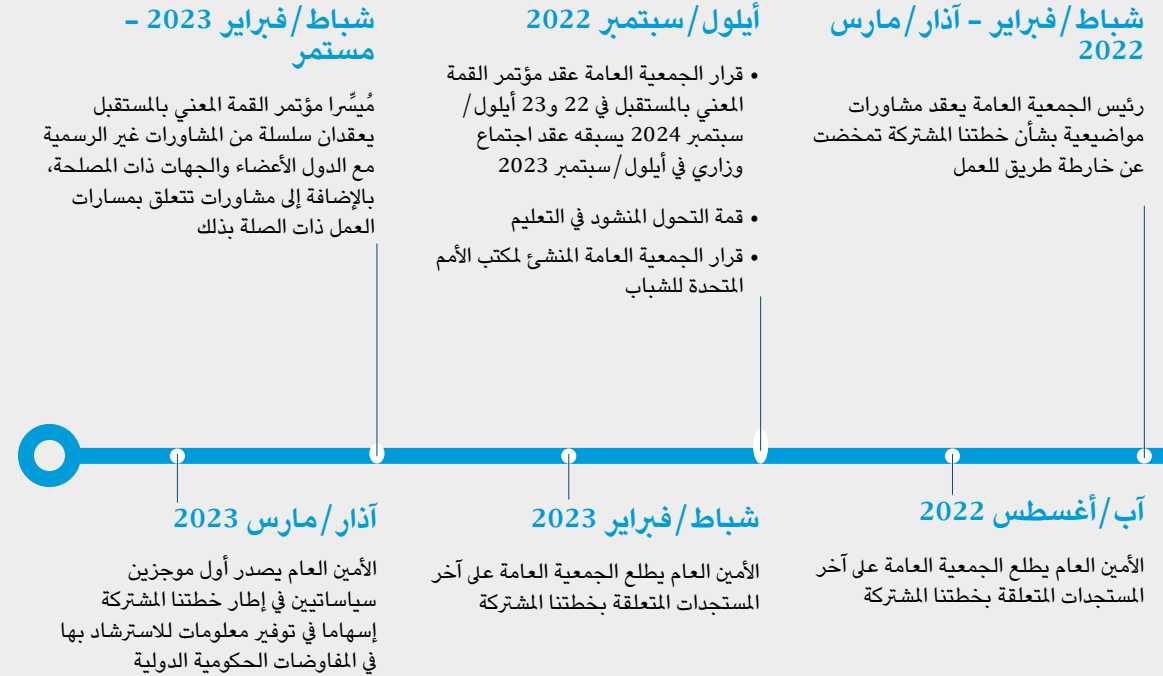 شباط/فبراير - آذار/مارس
2022
رئيس الجمعية العامة يعقد مشاورات
مواضيعية بشأن خطتنا المشتركة تمخضت
عن خارطة طريق للعمل
آب/أغسطس 2022
الأمين العام يطلع الجمعية العامة على آخر
المستجدات المتعلقة بخطتنا المشتركة
أيلول/سبتمبر 2022
• قرار الجمعية العامة عقد مؤتمر القمة
المعني بالمستقبل في 22 و23 أيلول/
سبتمبر 2024 يسبقه عقد اجتماع
وزاري في أيلول/سبتمبر 2023
• قمة التحول المنشود في التعليم
• قرار الجمعية العامة المنشئ لمكتب الأمم
المتحدة للشباب
شباط/فبراير 2023
الأمين العام يطلع الجمعية العامة على آخر
المستجدات المتعلقة بخطتنا المشتركة
شباط/فبراير 2023 -
مستمر
مُيسِّرا مؤتمر القمة المعني بالمستقبل
يعقدان سلسلة من المشاورات غير الرسمية
مع الدول الأعضاء والجهات ذات المصلحة،
بالإضافة إلى مشاورات تتعلق بمسارات
العمل ذات الصلة بذلك
آذار/مارس 2023
الأمين العام يصدر أول موجزين
سياساتيين في إطار خطتنا المشتركة
إسهاما في توفير معلومات للاسترشاد بها
في المفاوضات الحكومية الدولية